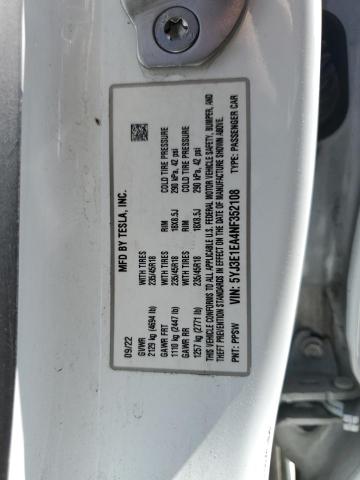 MFD BY TESLA, INC.
09/22
GVWR
2129 kg (4694 lb)
GAWR FRT WITH TIRES RIM COLD TIRE PRESSURE
1110 kg (2447 lb) 235/45R18 18X8.5J 290 kPa, 42 psi
GAWR RR WITH TIRES RIM COLD TIRE PRESSURE
1257 kg (2771 lb) 235/45R18 18X8.5J 290 kPa, 42 psi
THIS VEHICLE CONFORMS TO ALL APPLICABLE U.S. FEDERAL MOTOR VEHICLE SAFETY, BUMPER, AND
THEFT PREVENTION STANDARDS IN EFFECT ON THE DATE OF MANUFACTURE SHOWN ABOVE.
VIN: 5YJ3E1EA4NF352108
PNT: PPSW TYPE: PASSENGER CAR